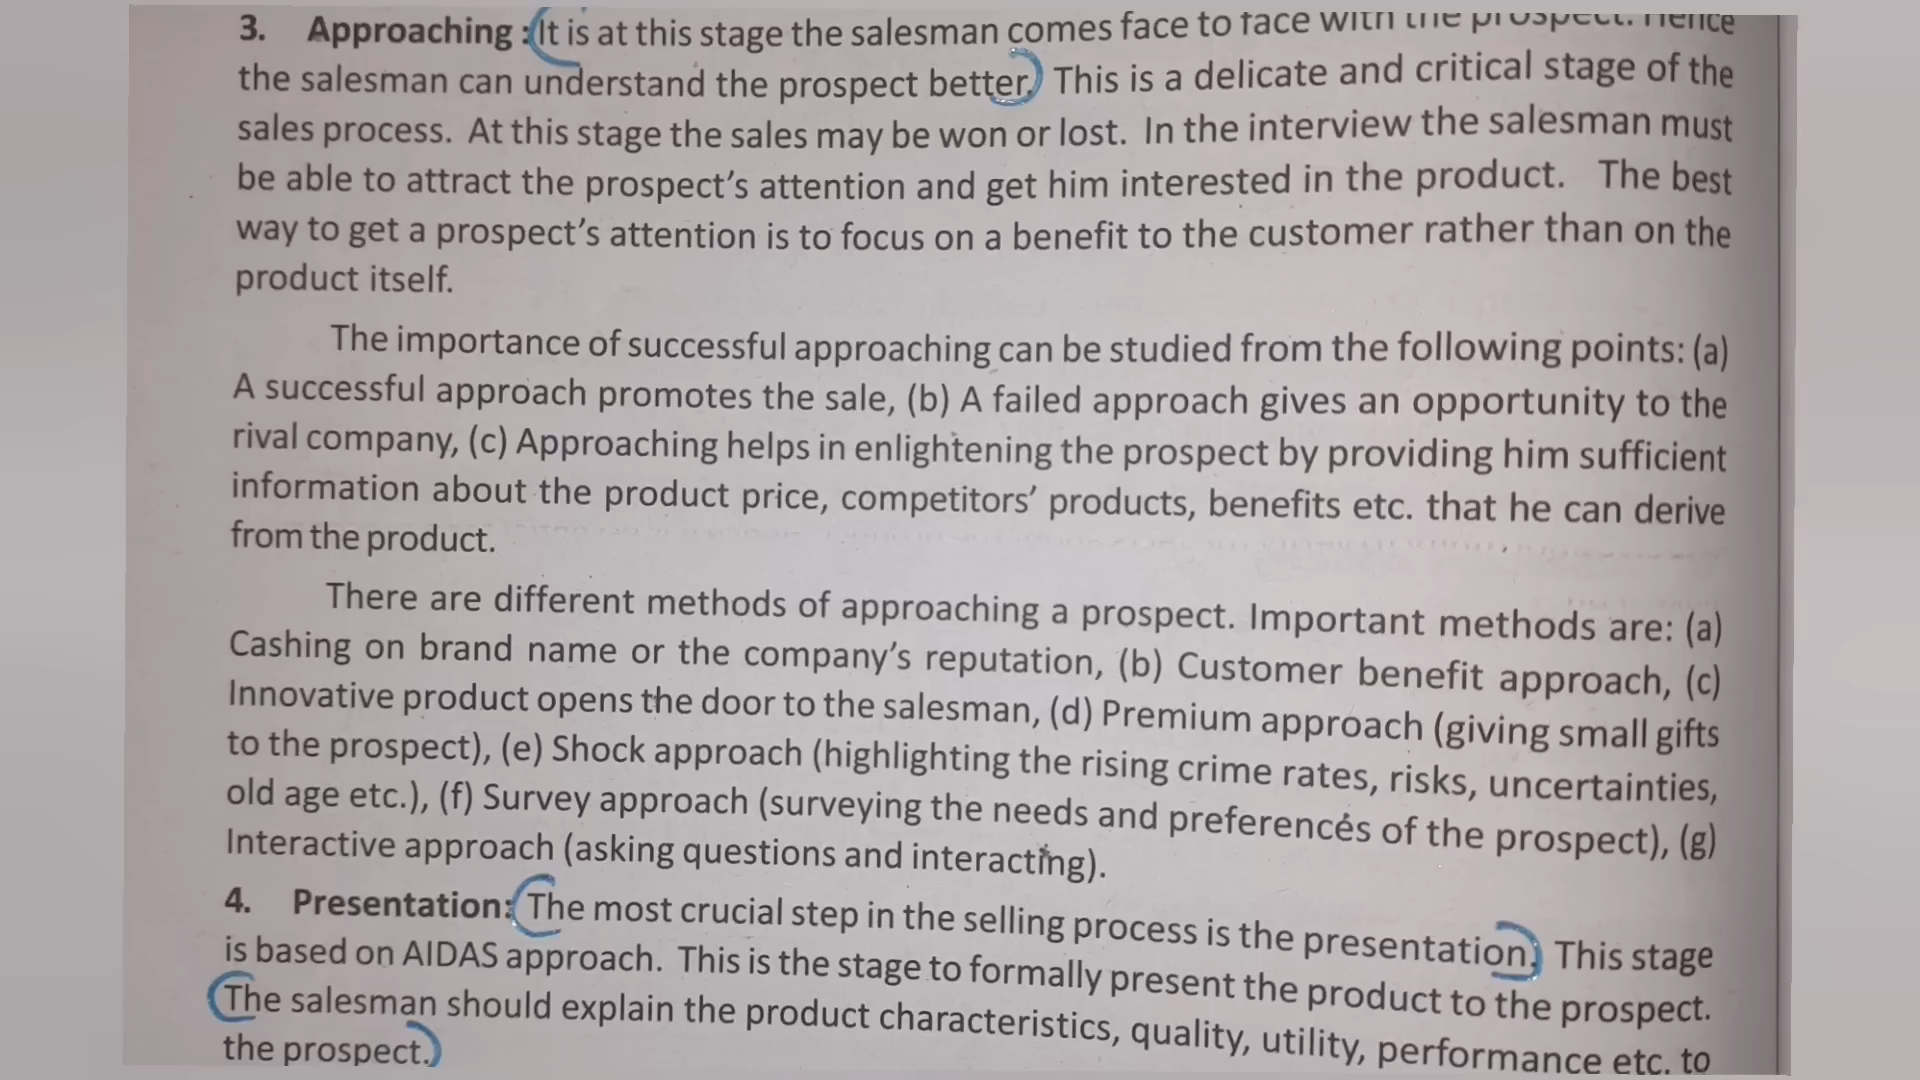 3. Approaching : It is at this stage the salesman comes face to face with the prospect. Hence
the salesman can understand the prospect better. This is a delicate and critical stage of the
sales process. At this stage the sales may be won or lost. In the interview the salesman must
be able to attract the prospect's attention and get him interested in the product. The best
way to get a prospect's attention is to focus on a benefit to the customer rather than on the
product itself.
The importance of successful approaching can be studied from the following points: (a)
A successful approach promotes the sale, (b) A failed approach gives an opportunity to the
rival company, (c) Approaching helps in enlightening the prospect by providing him sufficient
information about the product price, competitors' products, benefits etc. that he can derive
from the product.
There are different methods of approaching a prospect. Important methods are: (a)
Cashing on brand name or the company's reputation, (b) Customer benefit approach, (c)
Innovative product opens the door to the salesman, (d) Premium approach (giving small gifts
to the prospect), (e) Shock approach (highlighting the rising crime rates, risks, uncertainties,
old age etc.), (f) Survey approach (surveying the needs and preferences of the prospect), (g)
Interactive approach (asking questions and interacting).
4. Presentation: The most crucial step in the selling process is the presentation. This stage
is based on AIDAS approach. This is the stage to formally present the product to the prospect.
The salesman should explain the product characteristics, quality, utility, performance etc. to
the prospect.